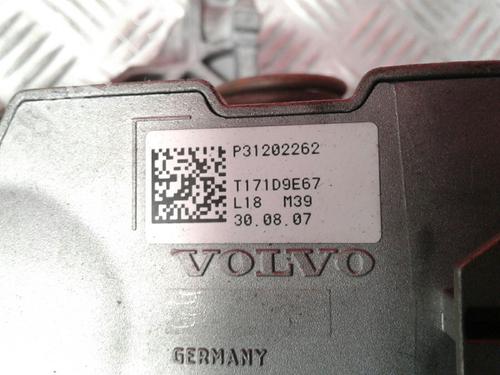 P31202262
T171D9E67
L18 M39
30.08.07
VOLVO
GERMANY